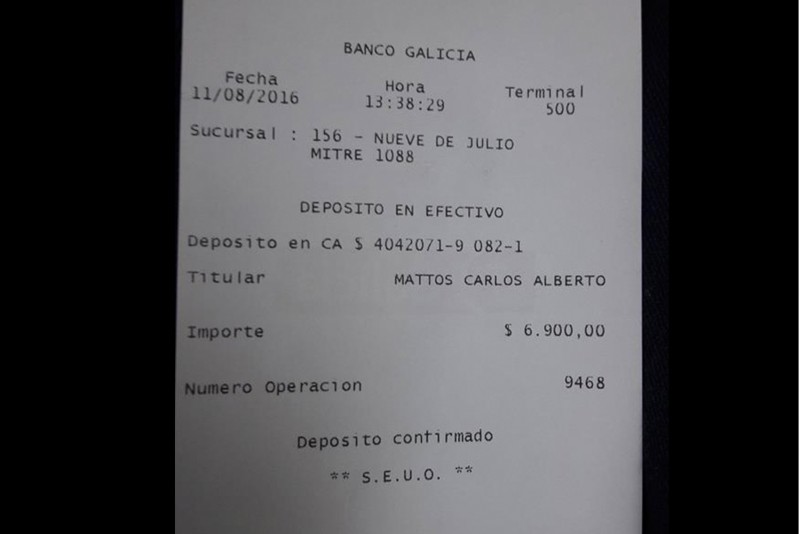 BANCO GALICIA
Fecha Hora Terminal
11/08/2016 13:38:29 500
Sucursal : 156 - NUEVE DE JULIO
MITRE 1088
DEPOSITO EN EFECTIVO
Deposito en CA $ 4042071-9 082-1
Titular MATTOS CARLOS ALBERTO
Importe $ 6.900,00
Numero Operacion 9468
Deposito confirmado
** S.E.U.O. **